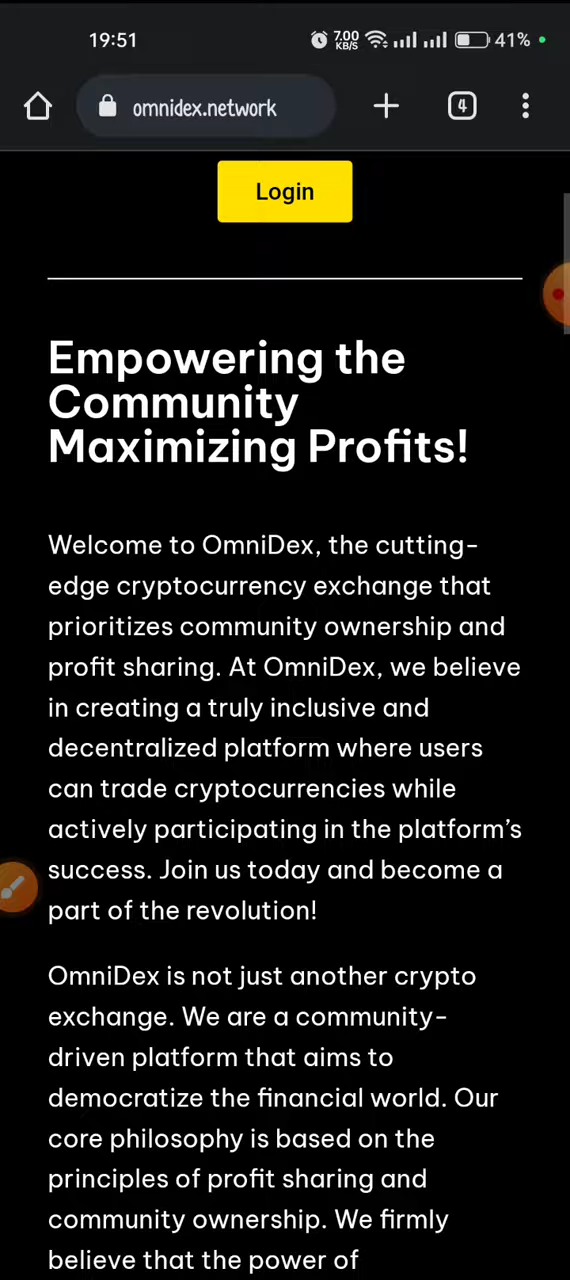 19:51
7.00
KB/S
41%
omnidex.network
4
Login
Empowering the
Community
Maximizing Profits!
Welcome to OmniDex, the cutting-
edge cryptocurrency exchange that
prioritizes community ownership and
profit sharing. At OmniDex, we believe
in creating a truly inclusive and
decentralized platform where users
can trade cryptocurrencies while
actively participating in the platform’s
success. Join us today and become a
part of the revolution!
OmniDex is not just another crypto
exchange. We are a community-
driven platform that aims to
democratize the financial world. Our
core philosophy is based on the
principles of profit sharing and
community ownership. We firmly
believe that the power of